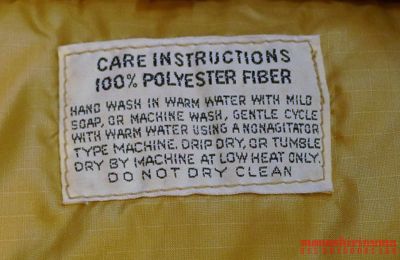 CARE INSTRUCTIONS
100% POLYESTER FIBER
HAND WASH IN WARM WATER WITH MILD
SOAP, OR MACHINE WASH, GENTLE CYCLE
WITH WARM WATER USING A NONAGITATOR
TYPE MACHINE. DRIP DRY, OR TUMBLE
DRY BY MACHINE AT LOW HEAT ONLY.
DO NOT DRY CLEAN